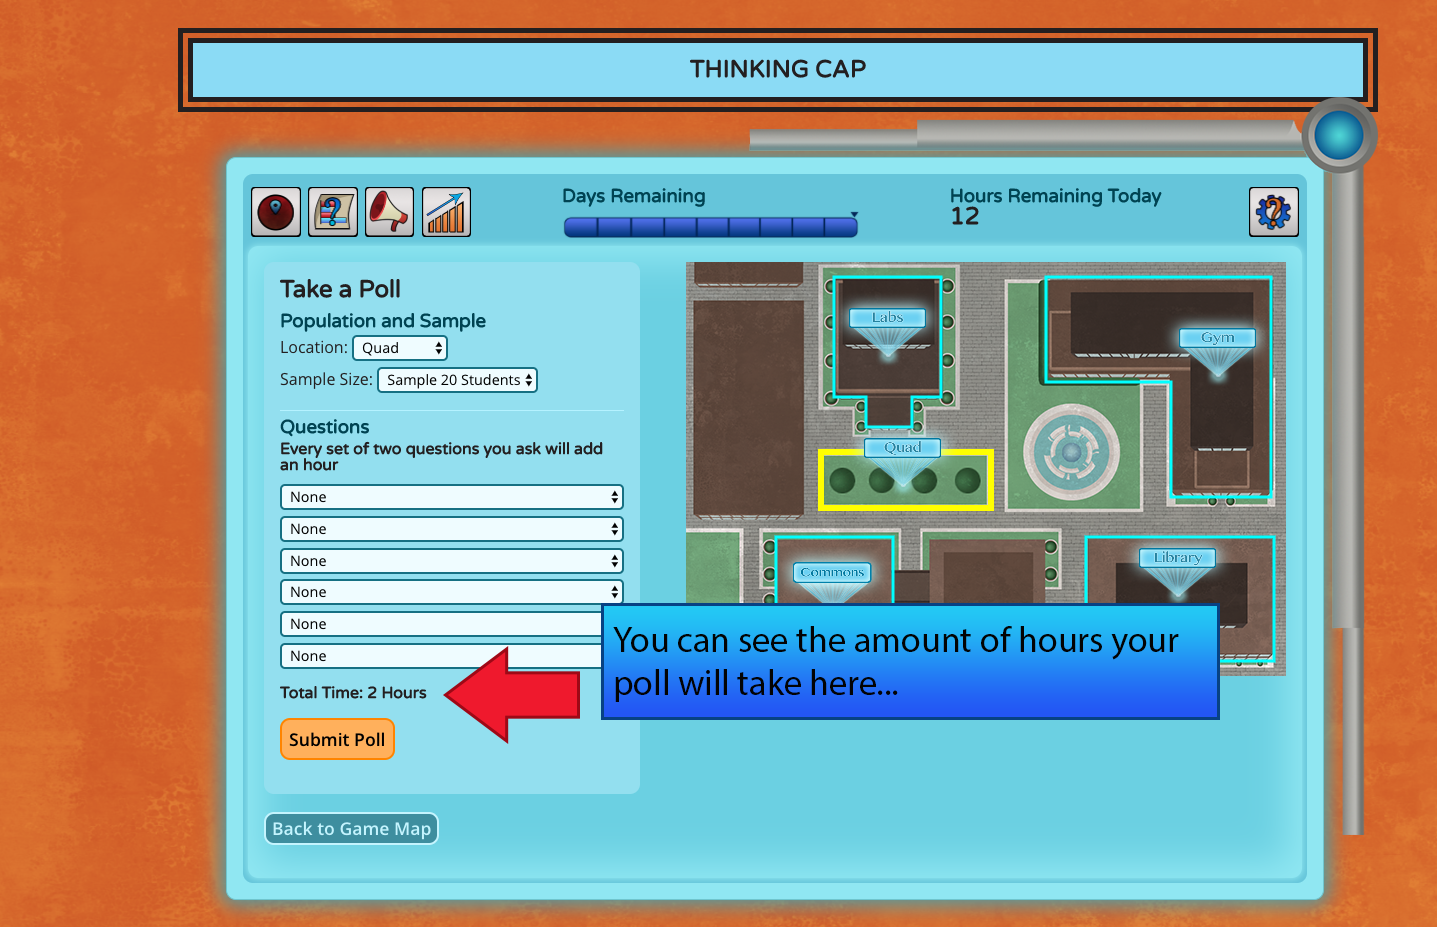 THINKING CAP
Days Remaining
Hours Remaining Today
12
Take a Poll
Population and Sample
Location: Quad
Sample Size: Sample 20 Students
Questions
Every set of two questions you ask will add
an hour
None
None
None
None
None
None
Total Time: 2 Hours
Submit Poll
Back to Game Map
Labs
Gym
Quad
Commons
Library
You can see the amount of hours your
poll will take here...